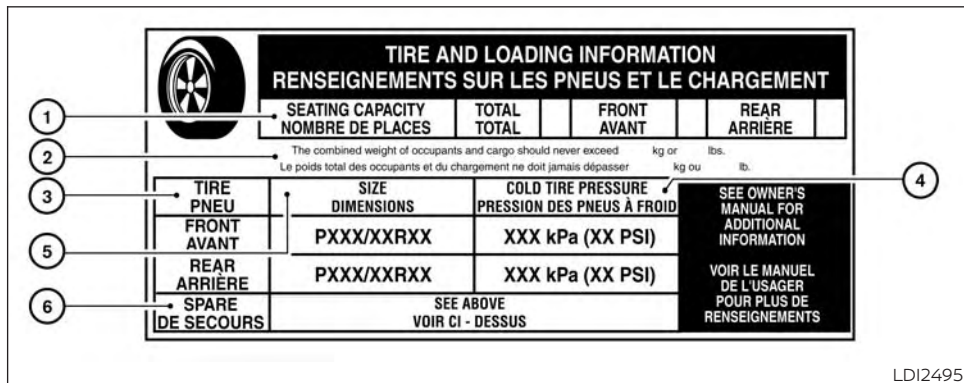 TIRE AND LOADING INFORMATION
RENSEIGNEMENTS SUR LES PNEUS ET LE CHARGEMENT
1
SEATING CAPACITY
NOMBRE DE PLACES
TOTAL
TOTAL
FRONT
AVANT
REAR
ARRIÈRE
2
The combined weight of occupants and cargo should never exceed kg or lbs.
Le poids total des occupants et du chargement ne doit jamais dépasser kg ou lb.
3
TIRE
PNEU
5
SIZE
DIMENSIONS
COLD TIRE PRESSURE
PRESSION DES PNEUS À FROID
4
FRONT
AVANT
PXXX/XXRXX
XXX kPa (XX PSI)
REAR
ARRIÈRE
PXXX/XXRXX
XXX kPa (XX PSI)
6
SPARE
DE SECOURS
SEE ABOVE
VOIR CI - DESSUS
SEE OWNER'S
MANUAL FOR
ADDITIONAL
INFORMATION
VOIR LE MANUEL
DE L'USAGER
POUR PLUS DE
RENSEIGNEMENTS
LDI2495